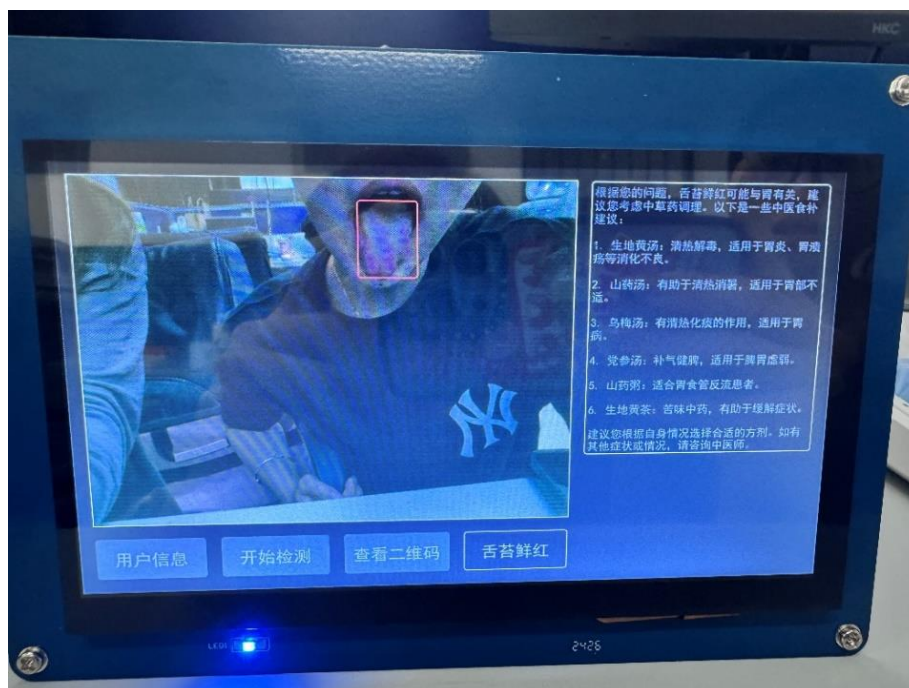 HKC
根据您的问题，舌苔鲜红可能与胃有关，建
议您考虑中草药调理。以下是一些中医食补
建议：
1. 生地黄汤：清热解毒，适用于胃炎、胃溃
疡等消化不良。
2. 山药汤：有助于清热消暑，适用于胃部不
适。
3. 乌梅汤：有清热化痰的作用，适用于胃
病。
4. 党参汤：补气健脾，适用于脾胃虚弱。
5. 山药粥：适合胃食管反流患者。
6. 生地黄茶：苦味中药，有助于缓解症状。
建议您根据自身情况选择合适的方剂。如有
其他症状或情况，请咨询中医师。
用户信息
开始检测
查看二维码
舌苔鲜红
LED1
2426